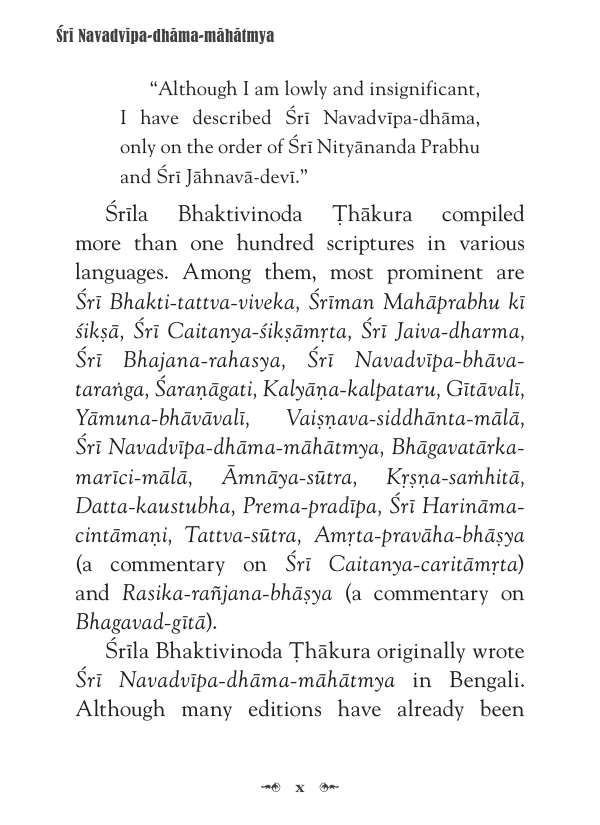 Śrī Navadvīpa-dhāma-māhātmya
“Although I am lowly and insignificant,
I have described Śrī Navadvīpa-dhāma,
only on the order of Śrī Nityānanda Prabhu
and Śrī Jāhnavā-devī.”
Śrīla Bhaktivinoda Ṭhākura compiled
more than one hundred scriptures in various
languages. Among them, most prominent are
Śrī Bhakti-tattva-viveka, Śrīman Mahāprabhu kī
śikṣā, Śrī Caitanya-śikṣāmṛta, Śrī Jaiva-dharma,
Śrī Bhajana-rahasya, Śrī Navadvīpa-bhāva-
taraṅga, Śaraṇāgati, Kalyāṇa-kalpataru, Gītāvalī,
Yāmuna-bhāvāvalī, Vaiṣṇava-siddhānta-mālā,
Śrī Navadvīpa-dhāma-māhātmya, Bhāgavatārka-
marīci-mālā, Āmnāya-sūtra, Kṛṣṇa-saṁhitā,
Datta-kaustubha, Prema-pradīpa, Śrī Harināma-
cintāmaṇi, Tattva-sūtra, Amṛta-pravāha-bhāṣya
(a commentary on Śrī Caitanya-caritāmṛta)
and Rasika-rañjana-bhāṣya (a commentary on
Bhagavad-gītā).
Śrīla Bhaktivinoda Ṭhākura originally wrote
Śrī Navadvīpa-dhāma-māhātmya in Bengali.
Although many editions have already been
x